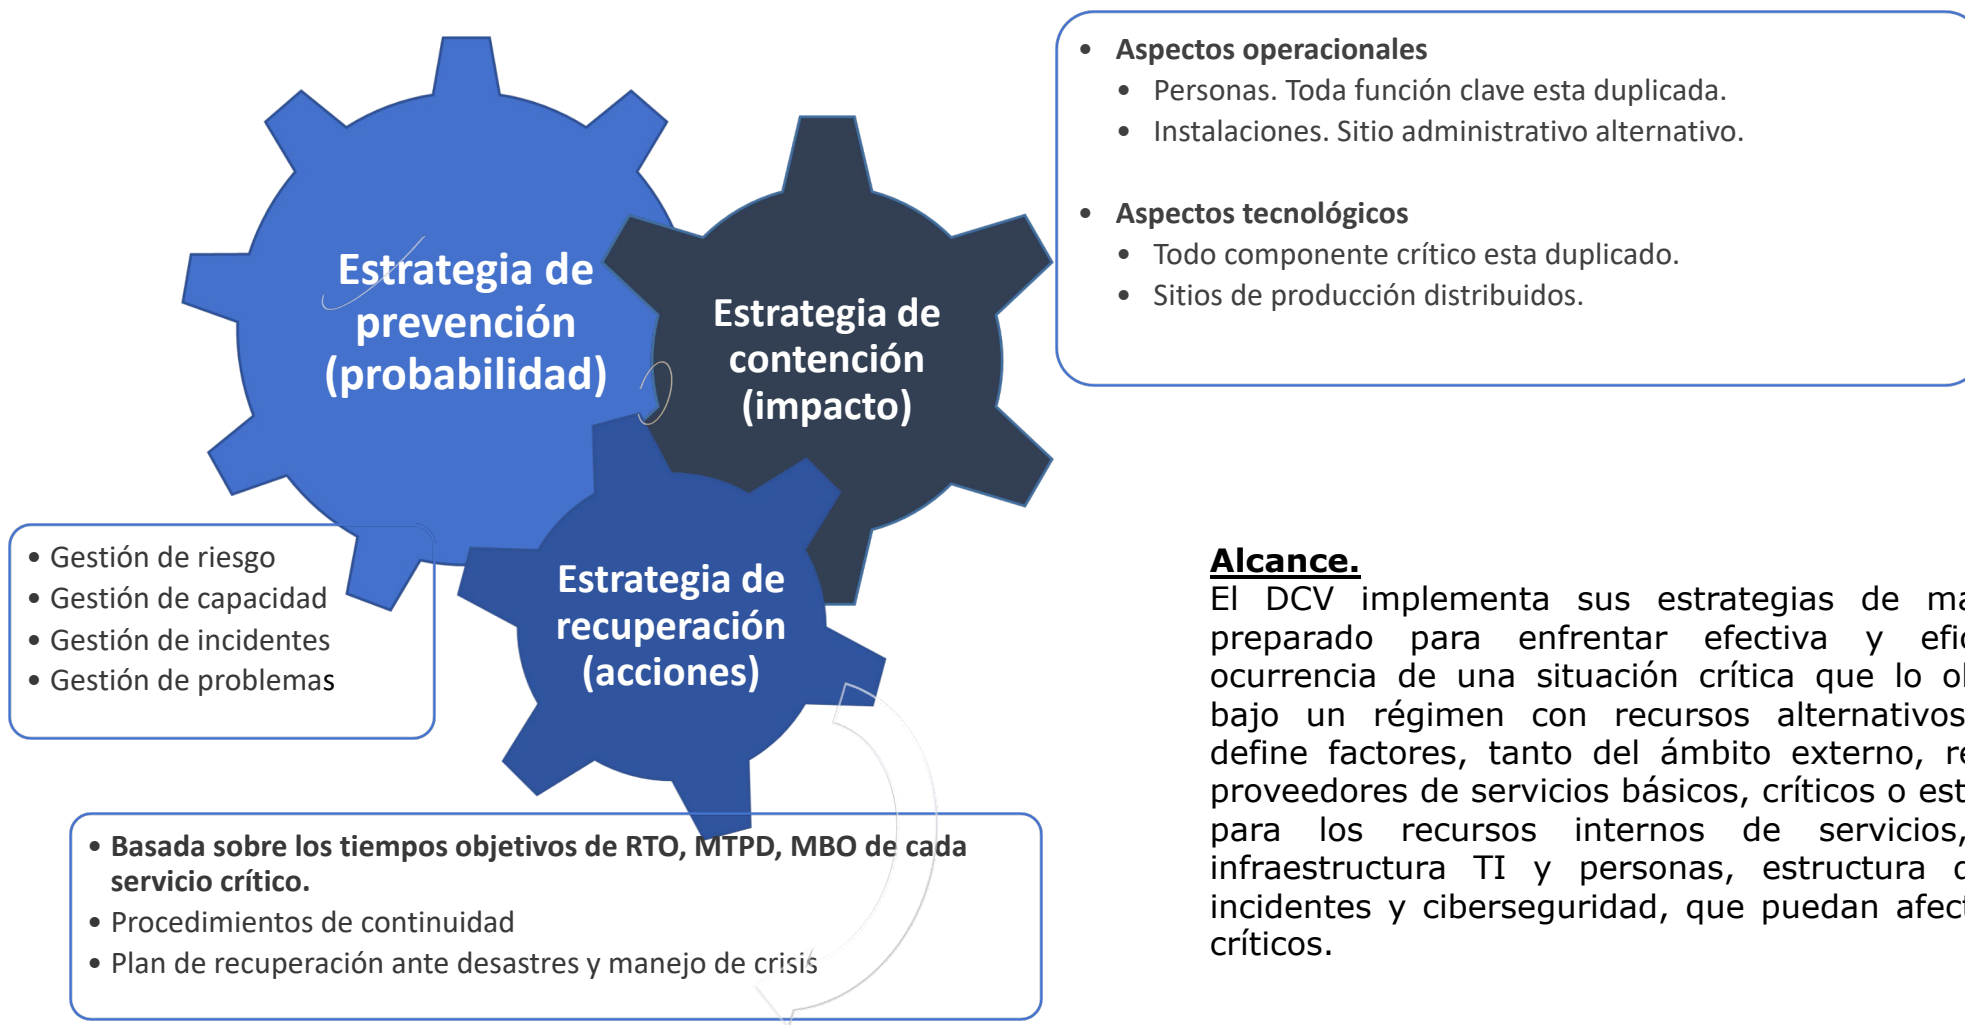 Estrategia de
prevención
(probabilidad)
Estrategia de
contención
(impacto)
Estrategia de
recuperación
(acciones)
• Aspectos operacionales
• Personas. Toda función clave esta duplicada.
• Instalaciones. Sitio administrativo alternativo.
• Aspectos tecnológicos
• Todo componente crítico esta duplicado.
• Sitios de producción distribuidos.
• Gestión de riesgo
• Gestión de capacidad
• Gestión de incidentes
• Gestión de problemas
• Basada sobre los tiempos objetivos de RTO, MTPD, MBO de cada
servicio crítico.
• Procedimientos de continuidad
• Plan de recuperación ante desastres y manejo de crisis
Alcance.
El DCV implementa sus estrategias de
preparado para enfrentar efectiva y
ocurrencia de una situación crítica que lo
bajo un régimen con recursos alternativos
define factores, tanto del ámbito externo,
proveedores de servicios básicos, críticos o
para los recursos internos de servicios,
infraestructura TI y personas, estructura
incidentes y ciberseguridad, que puedan
críticos.